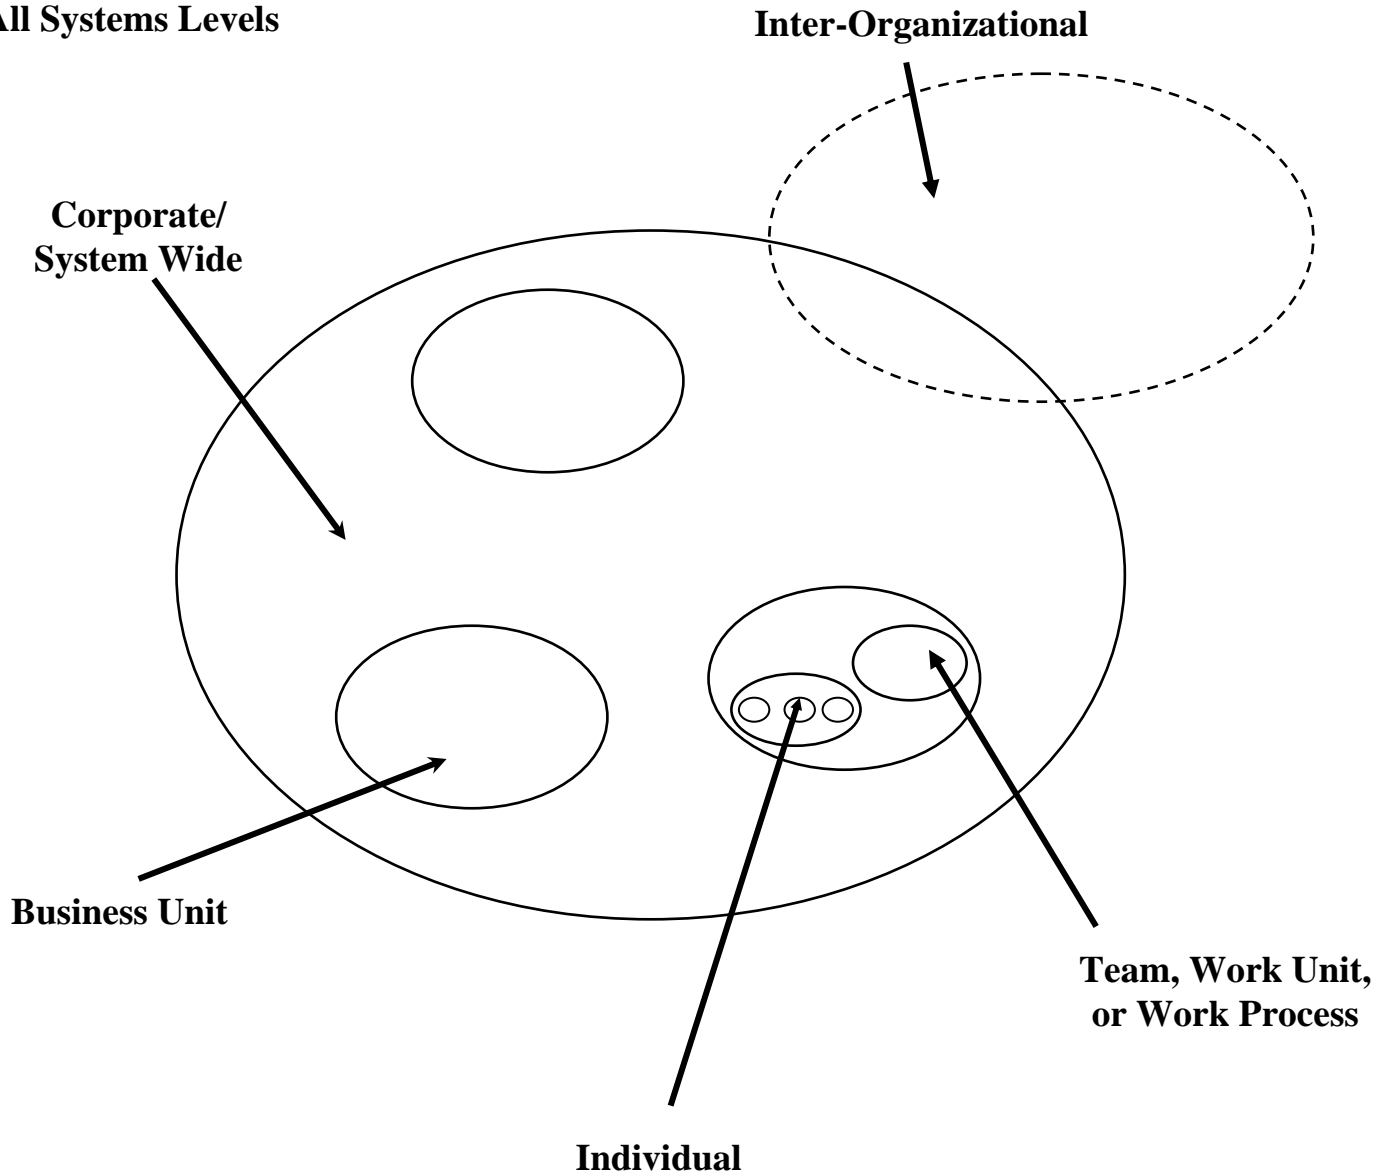 All Systems Levels
Inter-Organizational
Corporate/
System Wide
Business Unit
Team, Work Unit,
or Work Process
Individual